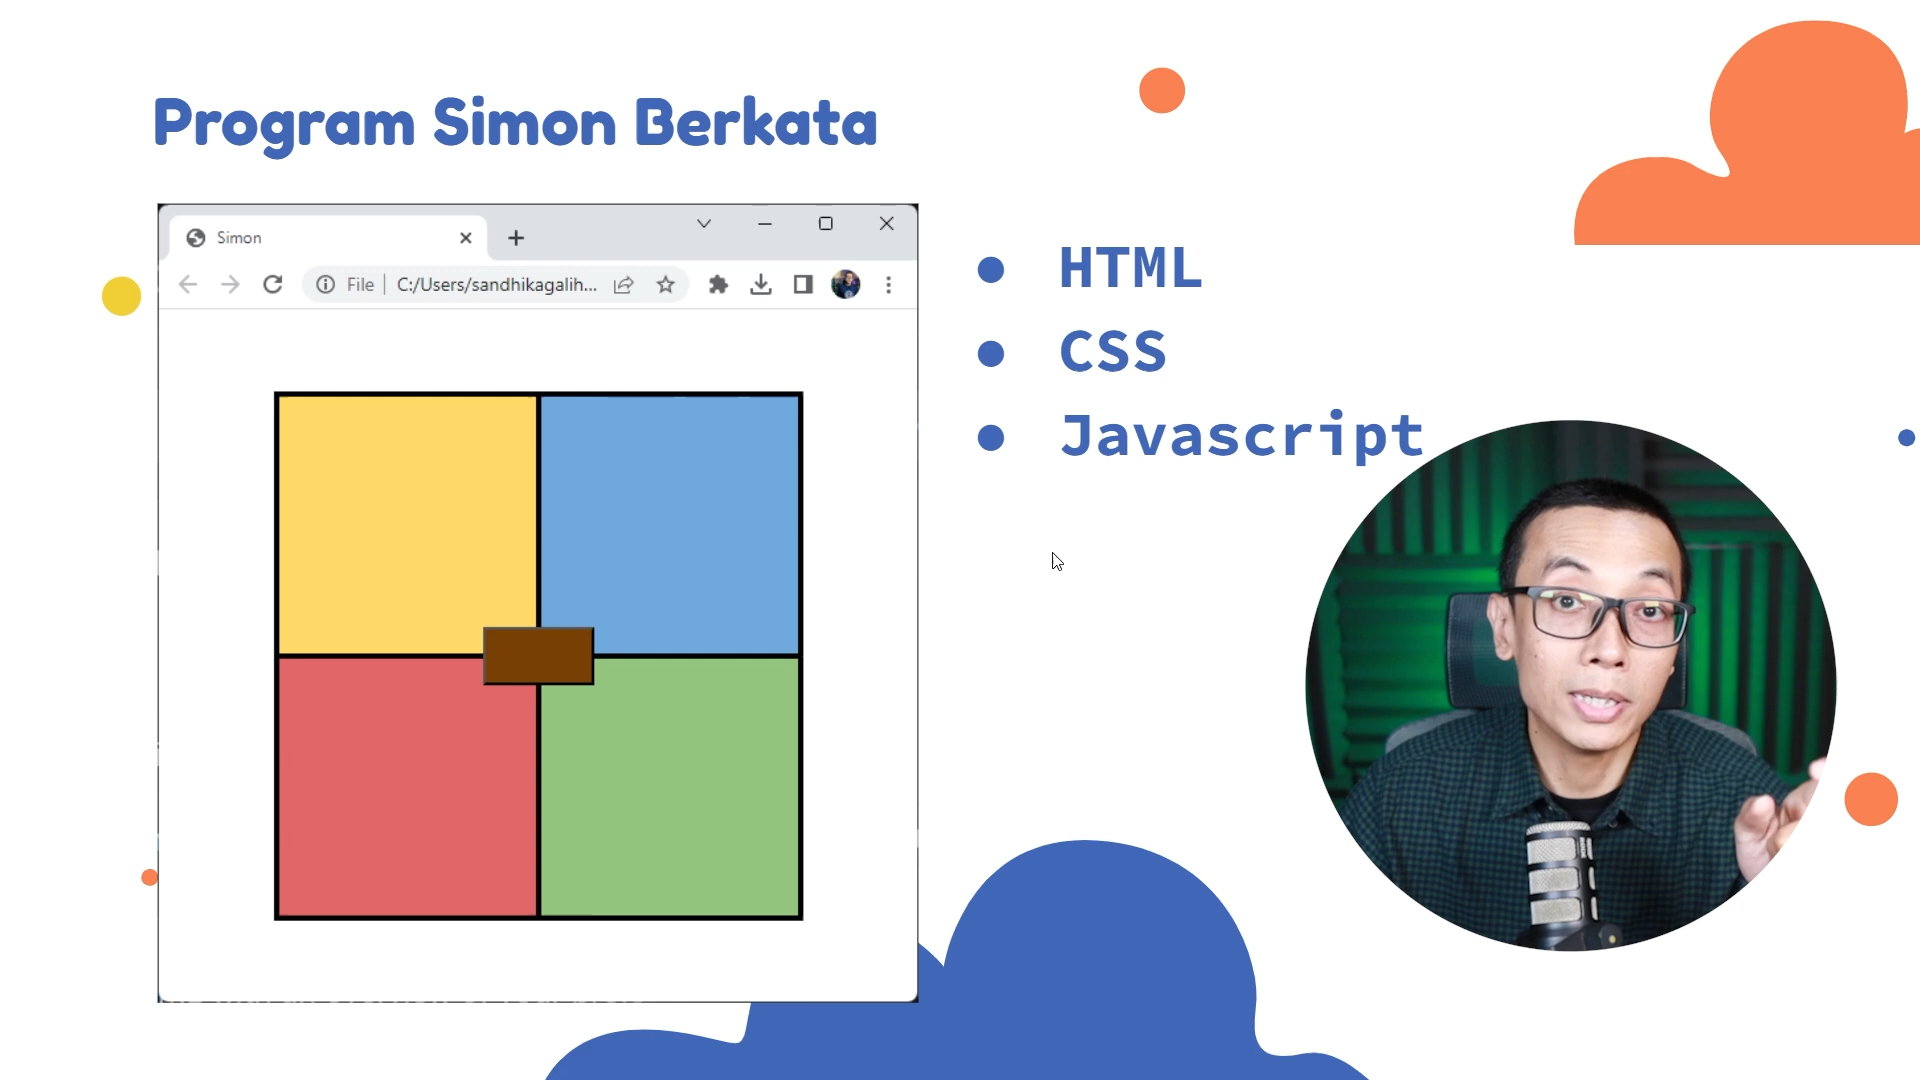 Program Simon Berkata
Simon
File
C:/Users/sandhikagalih...
HTML
CSS
Javascript